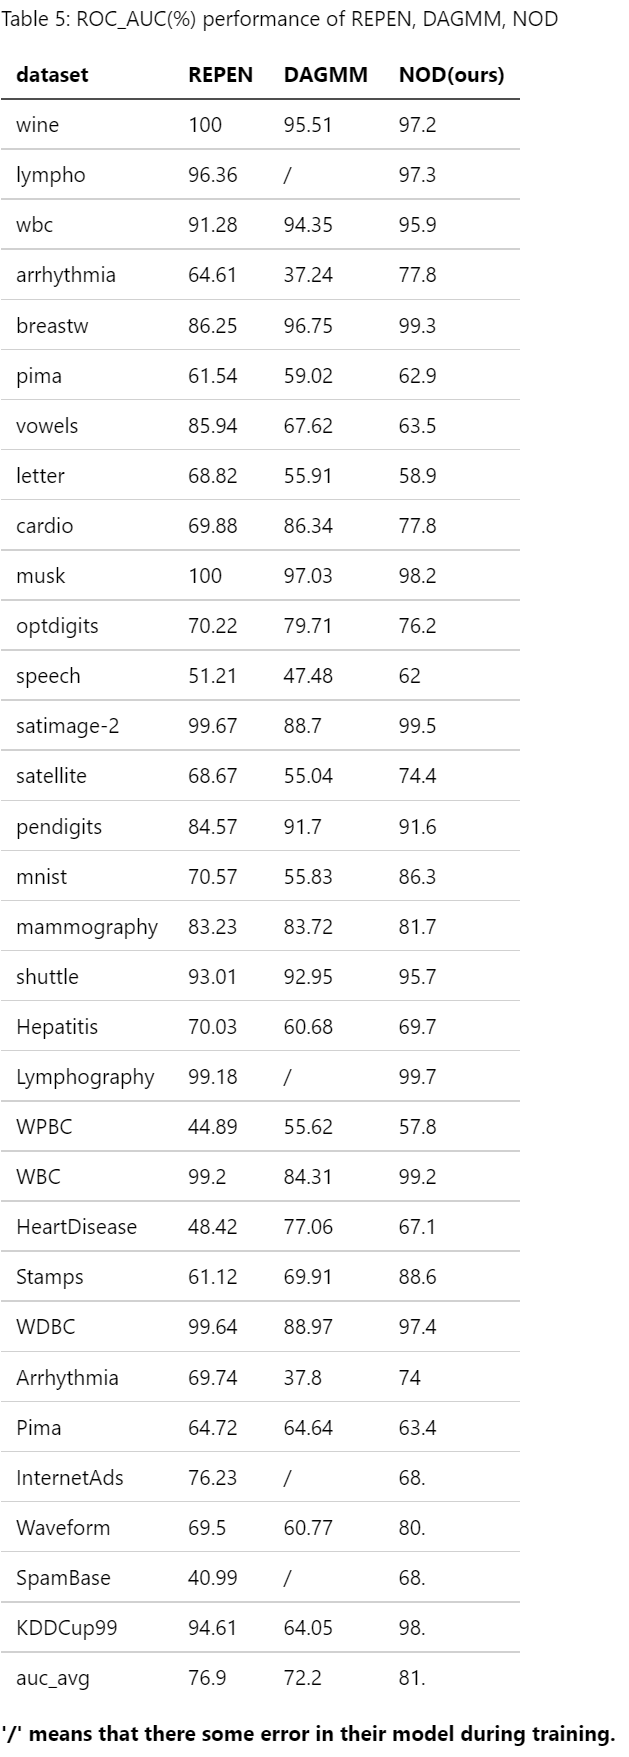 Table 5: ROC_AUC(%) performance of REPEN, DAGMM, NOD
dataset REPEN DAGMM NOD(ours)
wine 100 95.51 97.2
lympho 96.36 / 97.3
wbc 91.28 94.35 95.9
arrhythmia 64.61 37.24 77.8
breastw 86.25 96.75 99.3
pima 61.54 59.02 62.9
vowels 85.94 67.62 63.5
letter 68.82 55.91 58.9
cardio 69.88 86.34 77.8
musk 100 97.03 98.2
optdigits 70.22 79.71 76.2
speech 51.21 47.48 62
satimage-2 99.67 88.7 99.5
satellite 68.67 55.04 74.4
pendigits 84.57 91.7 91.6
mnist 70.57 55.83 86.3
mammography 83.23 83.72 81.7
shuttle 93.01 92.95 95.7
Hepatitis 70.03 60.68 69.7
Lymphography 99.18 / 99.7
WPBC 44.89 55.62 57.8
WBC 99.2 84.31 99.2
HeartDisease 48.42 77.06 67.1
Stamps 61.12 69.91 88.6
WDBC 99.64 88.97 97.4
Arrhythmia 69.74 37.8 74
Pima 64.72 64.64 63.4
InternetAds 76.23 / 68.
Waveform 69.5 60.77 80.
SpamBase 40.99 / 68.
KDDCup99 94.61 64.05 98.
auc_avg 76.9 72.2 81.
'/' means that there some error in their model during training.